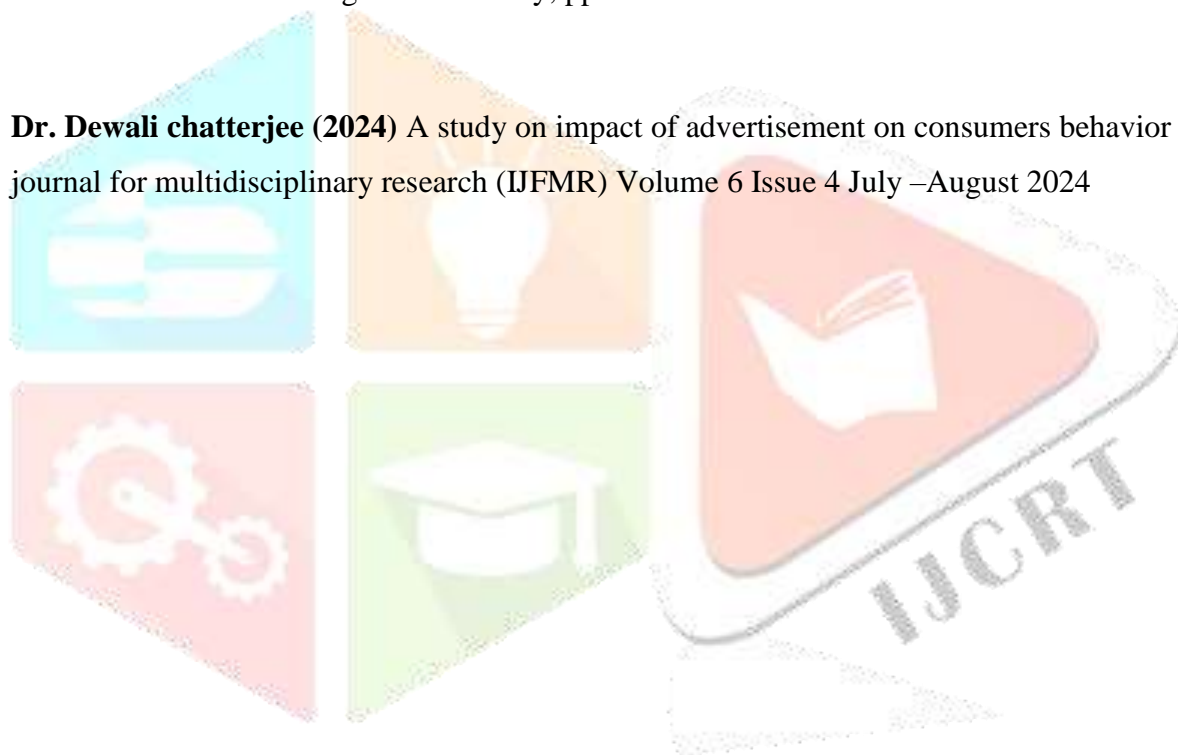 Dr. Dewali chatterjee (2024) A study on impact of advertisement on consumers behavior
journal for multidisciplinary research (IJFMR) Volume 6 Issue 4 July –August 2024
IJCRT